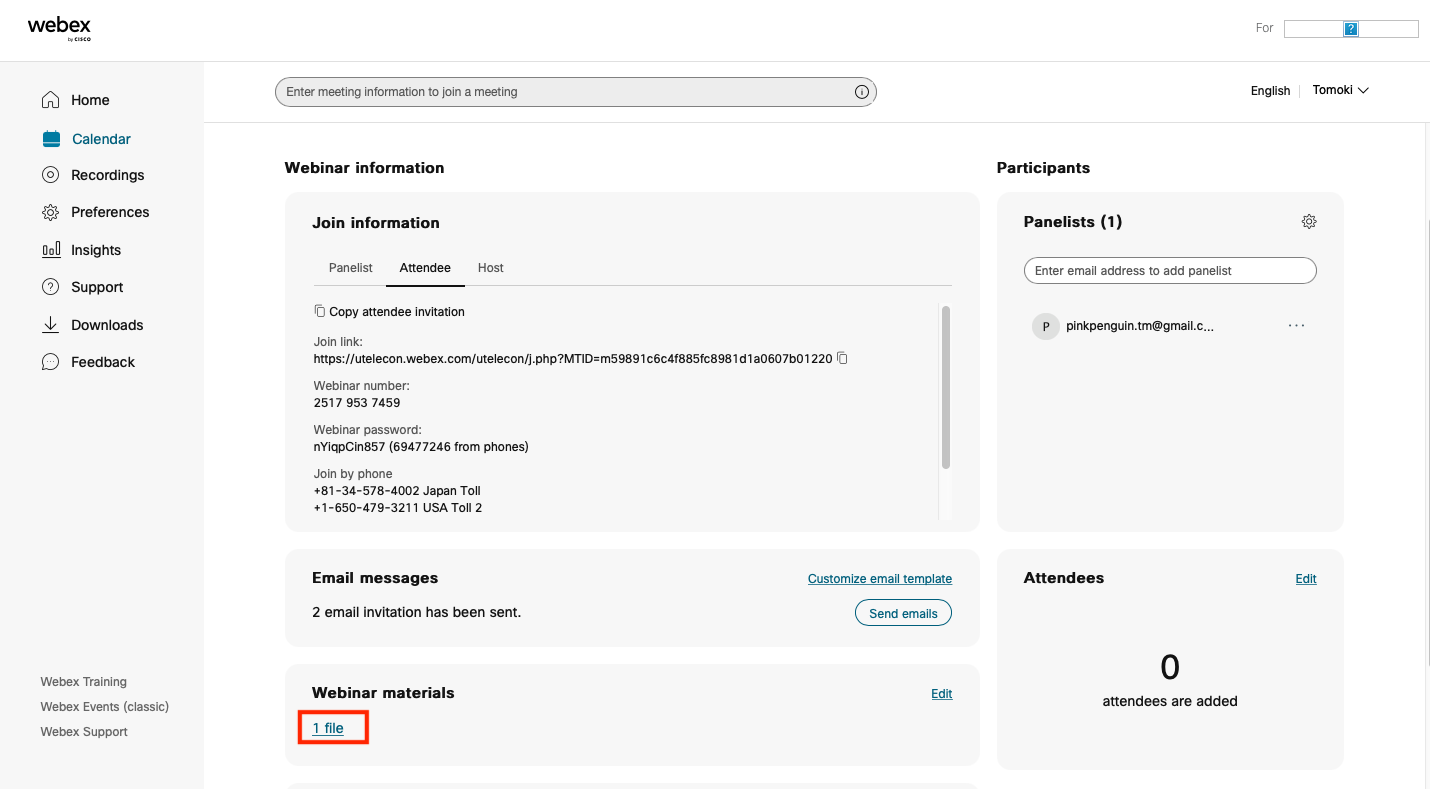 webex
by CISCO
For
?
Home
Calendar
Recordings
Preferences
Insights
Support
Downloads
Feedback
Webex Training
Webex Events (classic)
Webex Support
Enter meeting information to join a meeting
English
Tomoki
Webinar information
Join information
Panelist Attendee Host
Copy attendee invitation
Join link:
https://utelecon.webex.com/utelecon/j.php?MTID=m59891c6c4f885fc8981d1a0607b01220
Webinar number:
2517 953 7459
Webinar password:
nYiqpCin857 (69477246 from phones)
Join by phone
+81-34-578-4002 Japan Toll
+1-650-479-3211 USA Toll 2
Email messages
Customize email template
2 email invitation has been sent.
Send emails
Webinar materials
Edit
1 file
Participants
Panelists (1)
Enter email address to add panelist
P pinkpenguin.tm@gmail.c...
Attendees
Edit
0
attendees are added